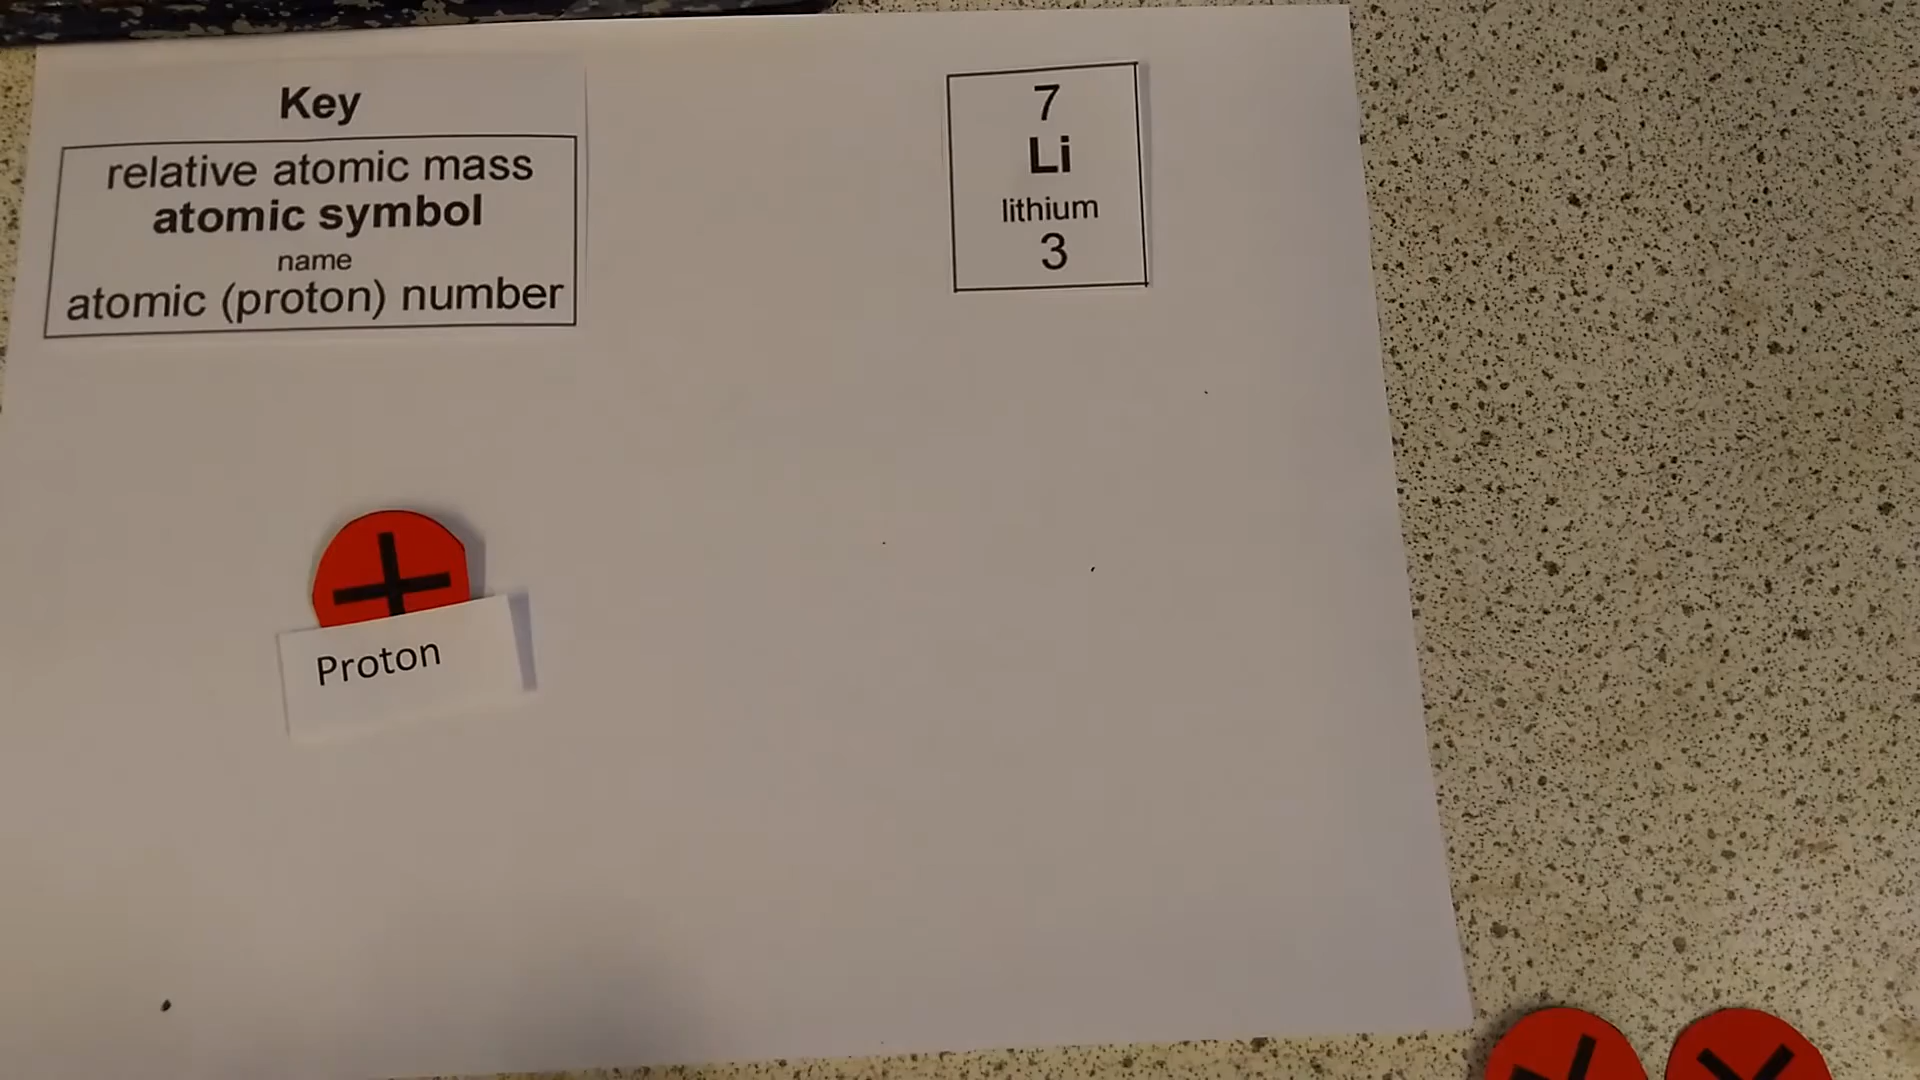 Key
relative atomic mass
atomic symbol
name
atomic (proton) number
7
Li
lithium
3
+
Proton